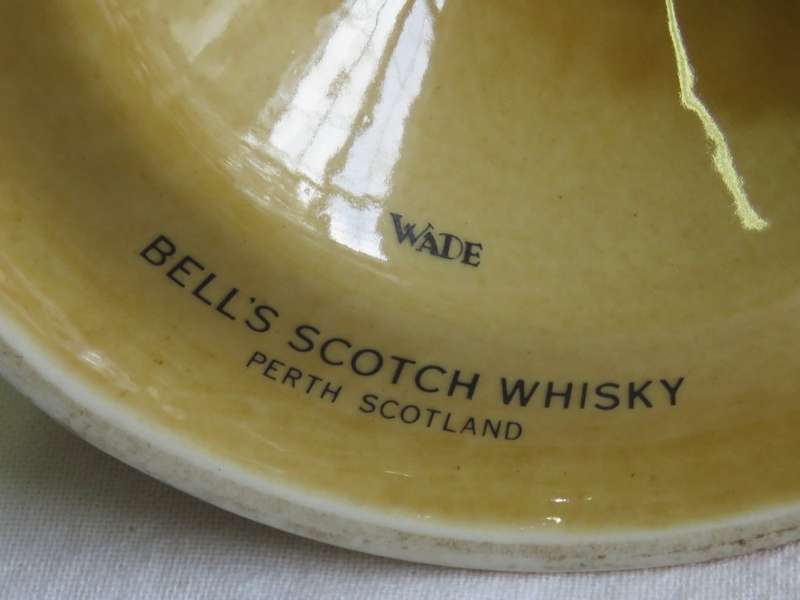 WADE
BELL'S SCOTCH WHISKY
PERTH SCOTLAND